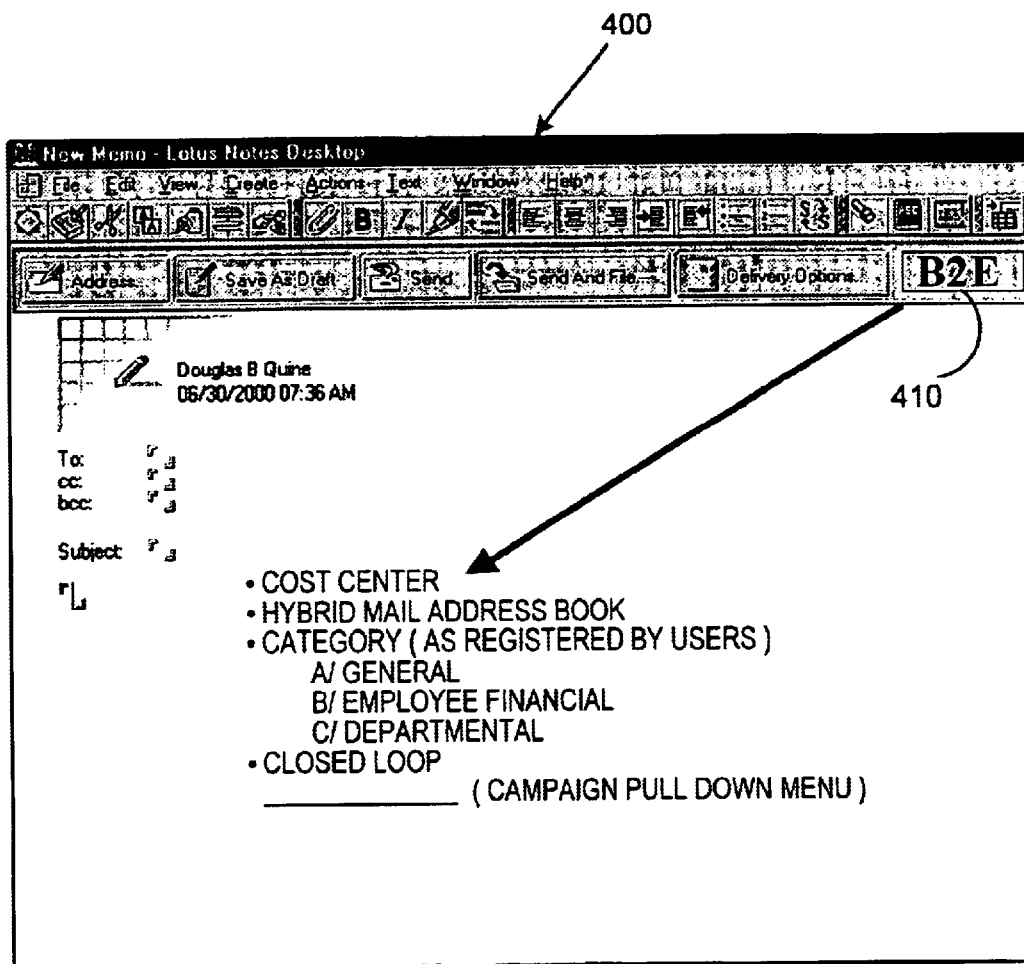 400
New Memo - Lotus Notes Desktop
File Edit View Create Actions Text Window Help
B I
Address Save As Draft Send Send And File Delivery Options B2E
Douglas B Quine
06/30/2000 07:36 AM
410
To:
cc:
bcc:
Subject:
• COST CENTER
• HYBRID MAIL ADDRESS BOOK
• CATEGORY ( AS REGISTERED BY USERS )
A/ GENERAL
B/ EMPLOYEE FINANCIAL
C/ DEPARTMENTAL
• CLOSED LOOP
____________ ( CAMPAIGN PULL DOWN MENU )